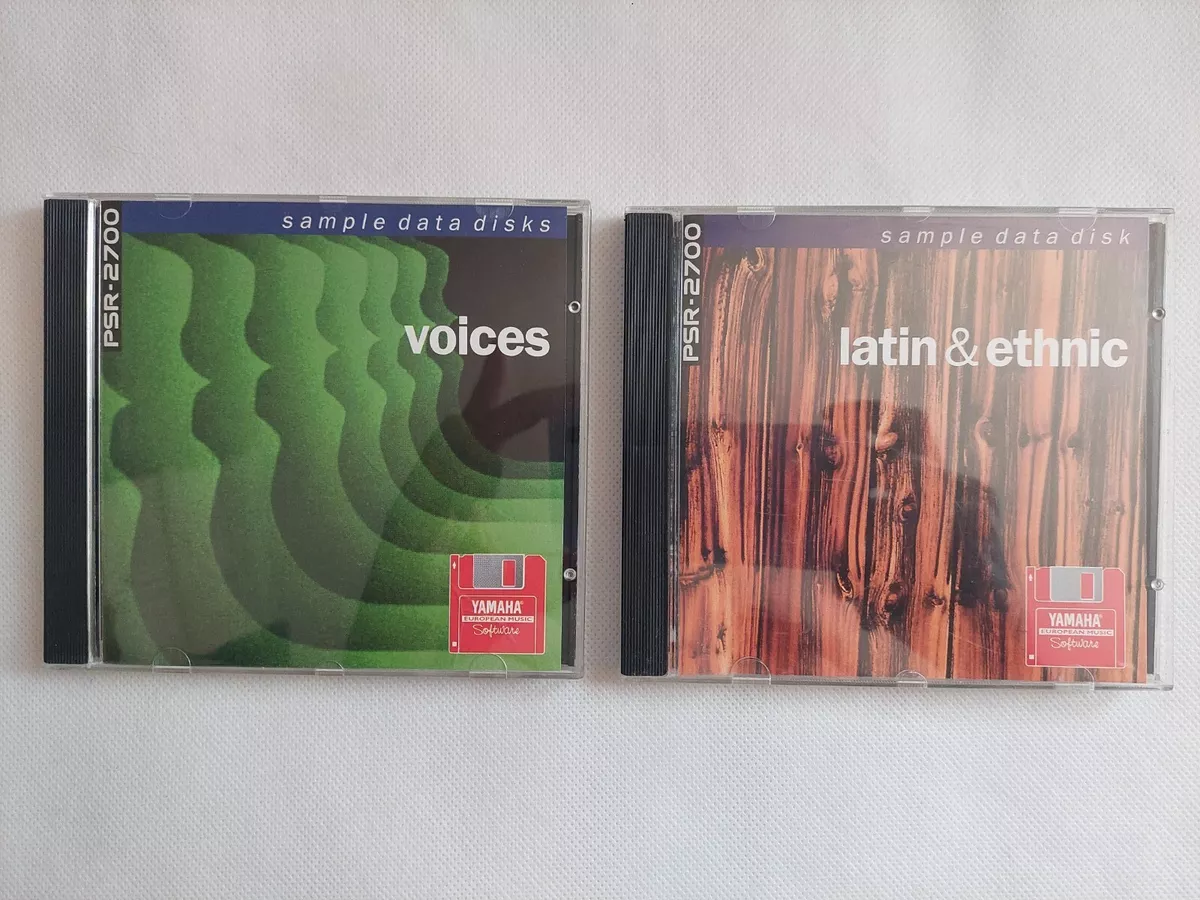 PSR-2700
sample data disks
voices
YAMAHA
EUROPEAN MUSIC
Software
PSR-2700
sample data disk
latin & ethnic
YAMAHA
EUROPEAN MUSIC
Software